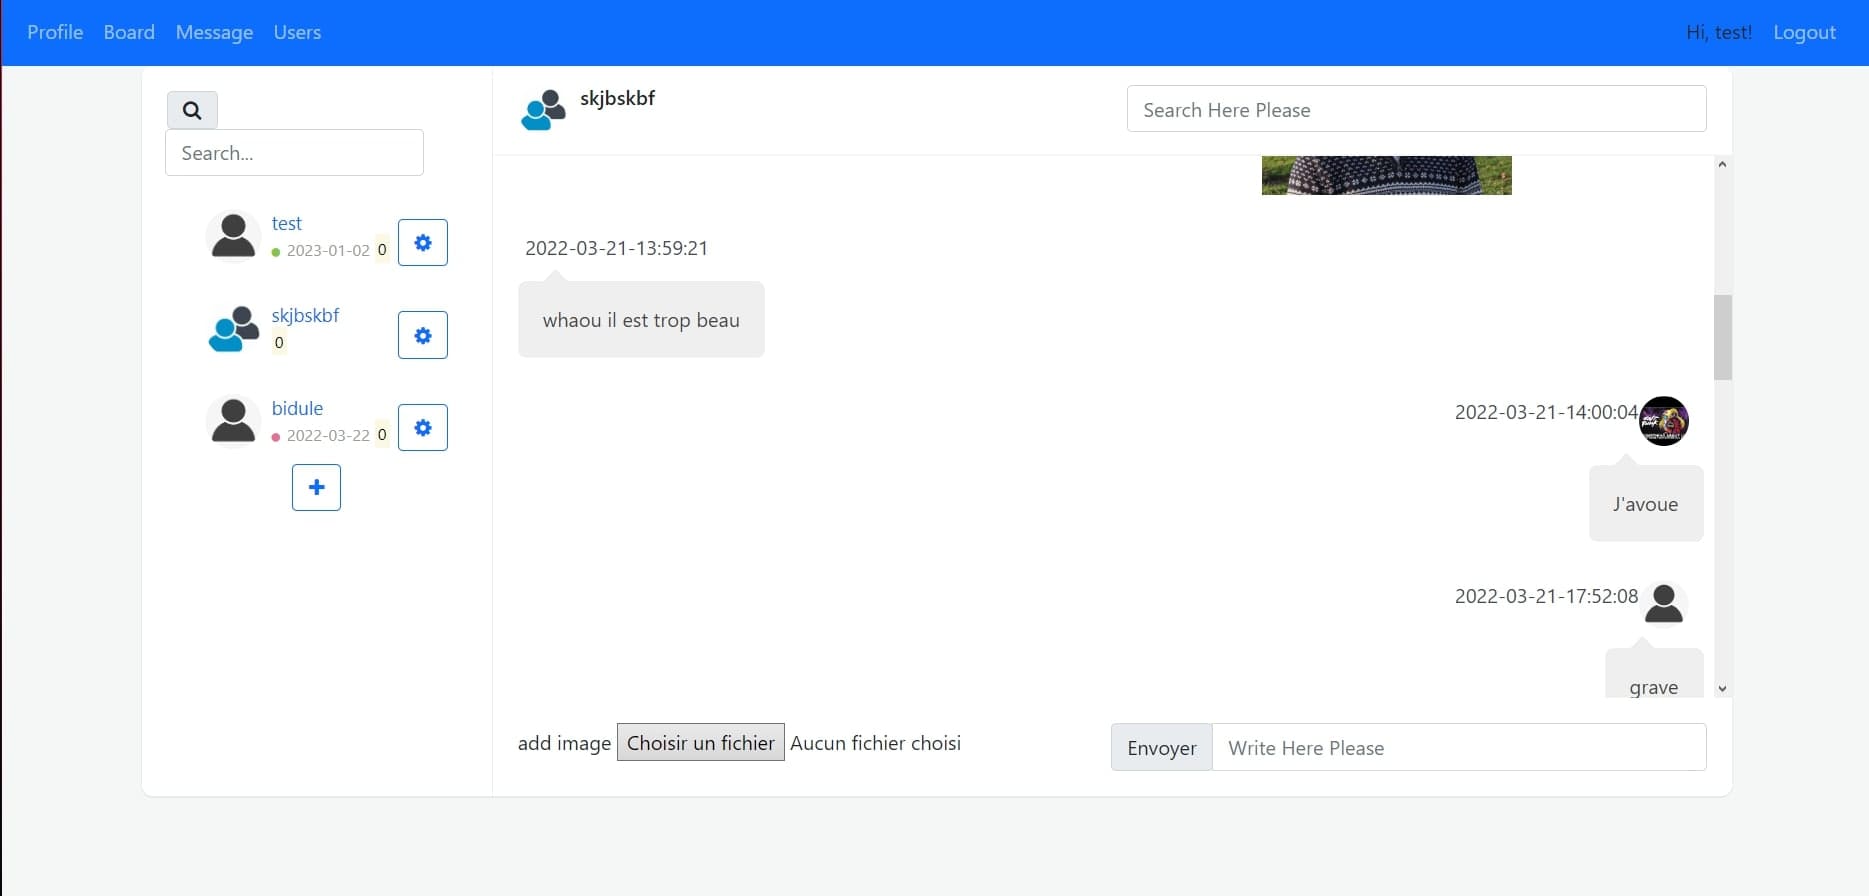 Profile Board Message Users
Hi, test! Logout
Search...
test
2023-01-02 0
skjbskbf
0
bidule
2022-03-22 0
skjbskbf
Search Here Please
2022-03-21-13:59:21
whaou il est trop beau
2022-03-21-14:00:04
J'avoue
2022-03-21-17:52:08
grave
add image Choisir un fichier Aucun fichier choisi
Envoyer Write Here Please